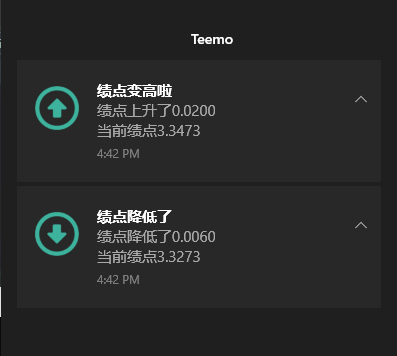 Teemo
绩点变高啦
绩点上升了0.0200
当前绩点3.3473
4:42 PM
绩点降低了
绩点降低了0.0060
当前绩点3.3273
4:42 PM